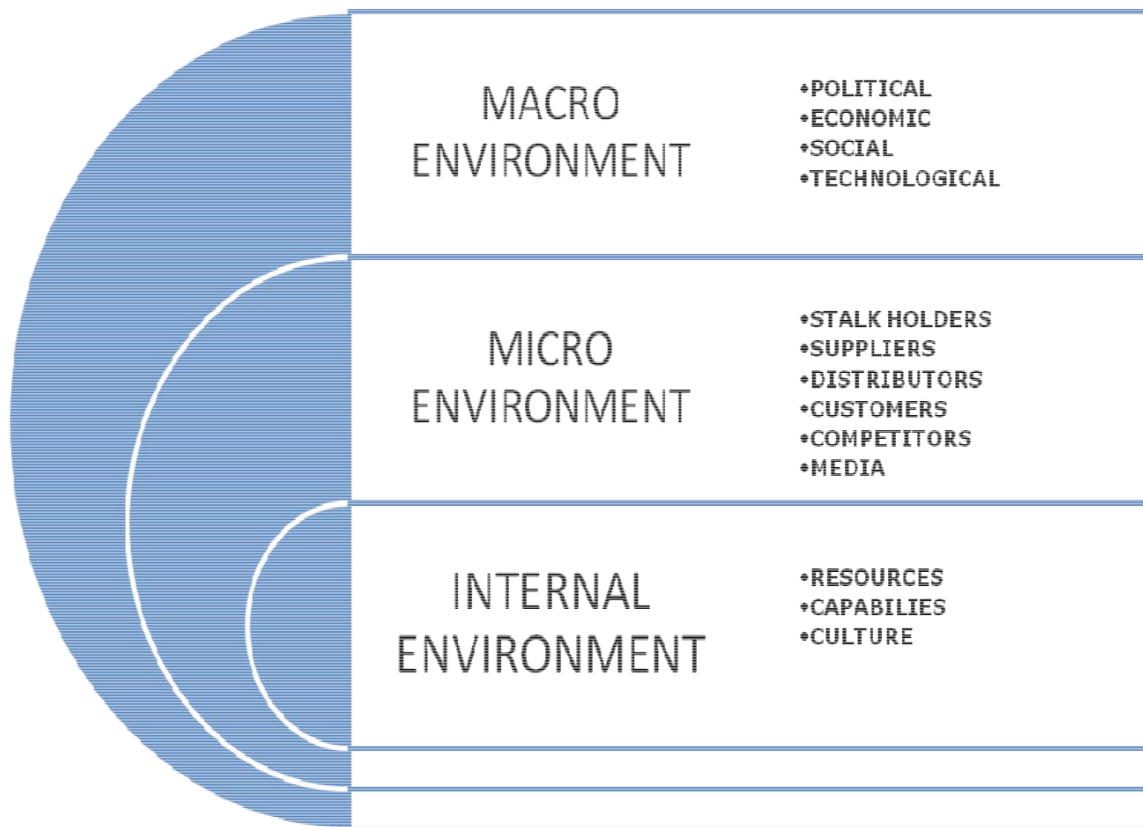 MACRO
ENVIRONMENT
•POLITICAL
•ECONOMIC
•SOCIAL
•TECHNOLOGICAL
MICRO
ENVIRONMENT
•STALK HOLDERS
•SUPPLIERS
•DISTRIBUTORS
•CUSTOMERS
•COMPETITORS
•MEDIA
INTERNAL
ENVIRONMENT
•RESOURCES
•CAPABILIES
•CULTURE